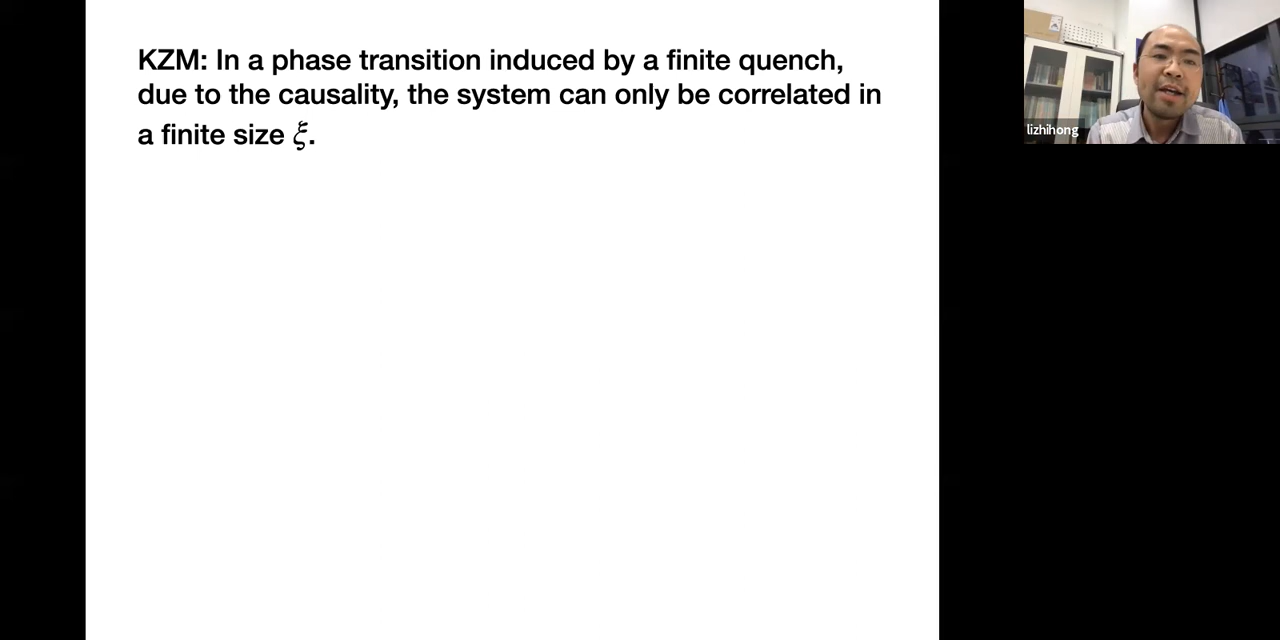 KZM: In a phase transition induced by a finite quench,
due to the causality, the system can only be correlated in
a finite size ξ.
lizhihong